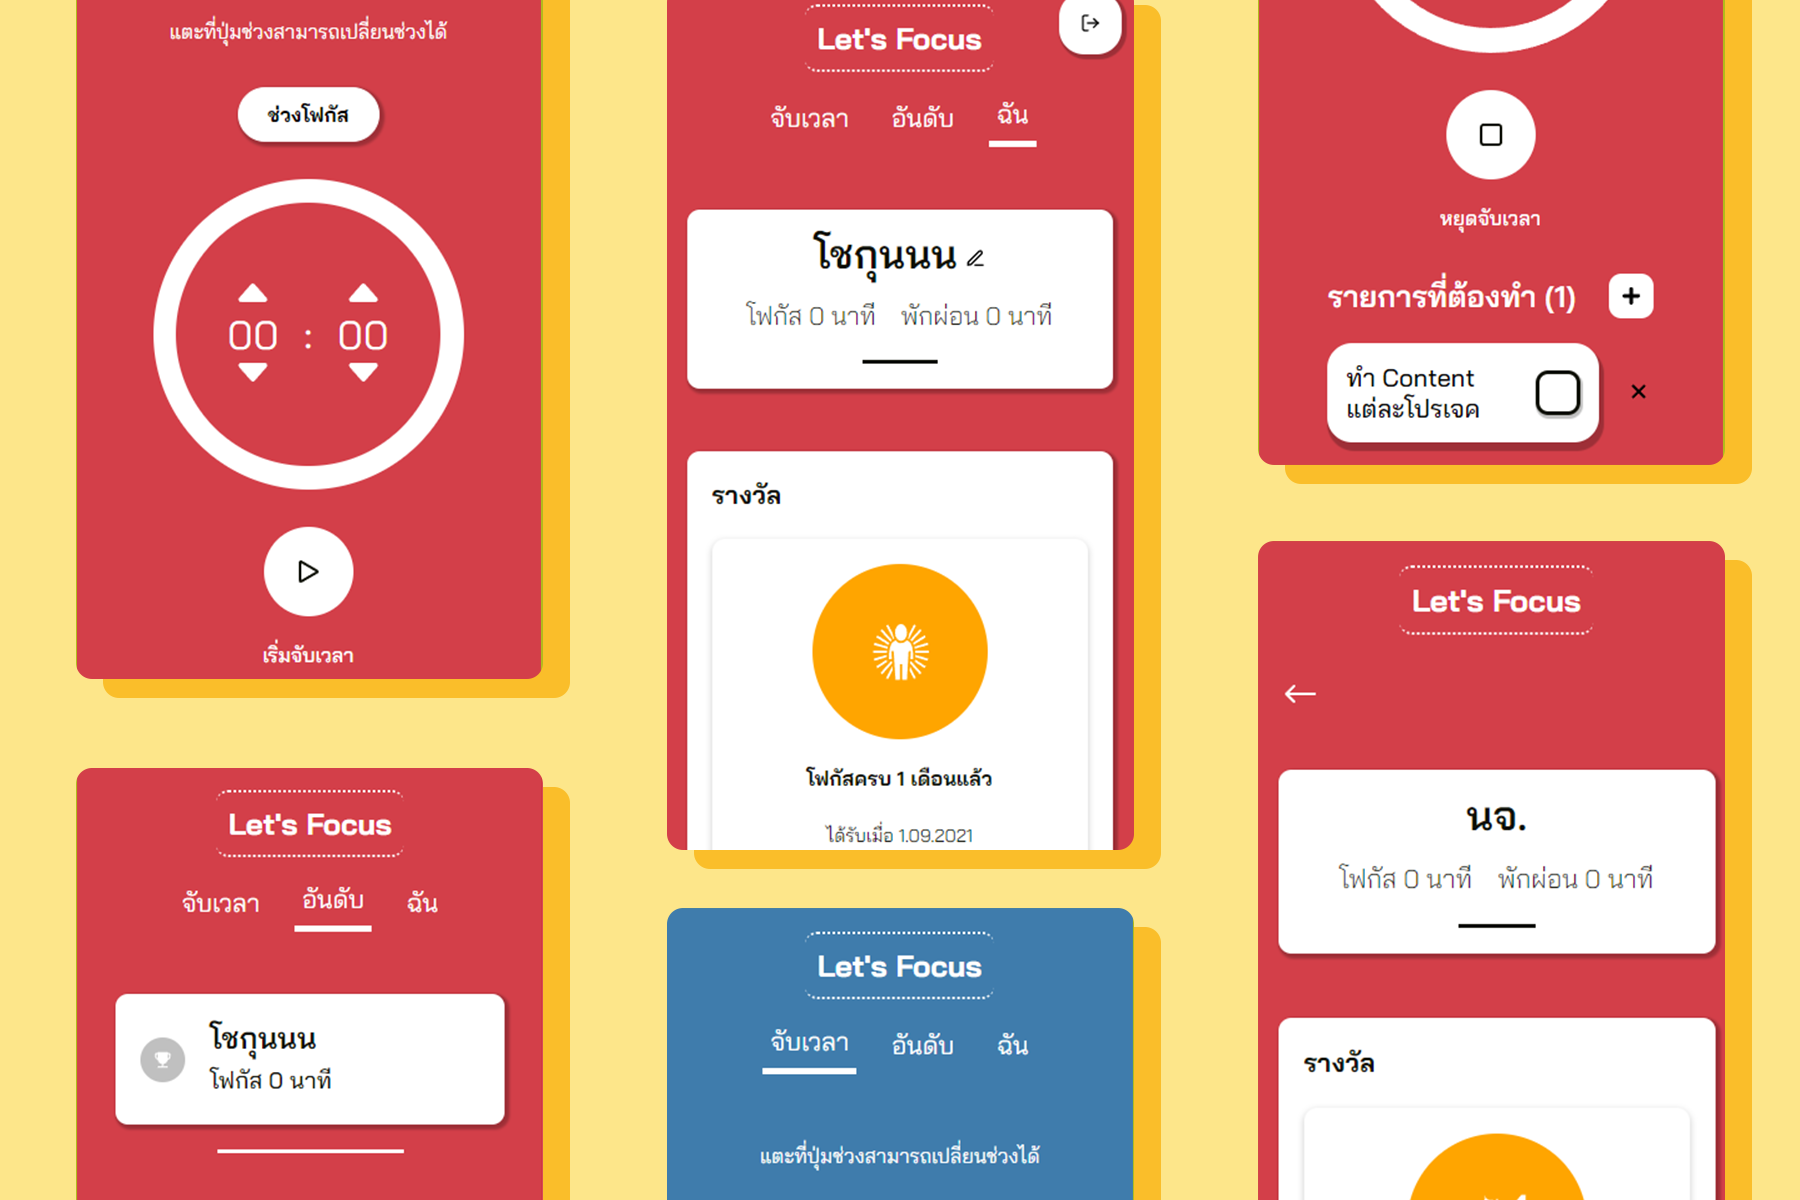 แตะที่ปุ่มช่วงสามารถเปลี่ยนช่วงได้
ช่วงโฟกัส
00 : 00
เริ่มจับเวลา
Let's Focus
จับเวลา อันดับ ฉัน
โชกุนนน
โฟกัส 0 นาที
Let's Focus
จับเวลา อันดับ ฉัน
โชกุนนน
โฟกัส 0 นาที พักผ่อน 0 นาที
รางวัล
โฟกัสครบ 1 เดือนแล้ว
ได้รับเมื่อ 1.09.2021
Let's Focus
จับเวลา อันดับ ฉัน
แตะที่ปุ่มช่วงสามารถเปลี่ยนช่วงได้
หยุดจับเวลา
รายการที่ต้องทำ (1)
ทำ Content
แต่ละโปรเจค
Let's Focus
นจ.
โฟกัส 0 นาที พักผ่อน 0 นาที
รางวัล